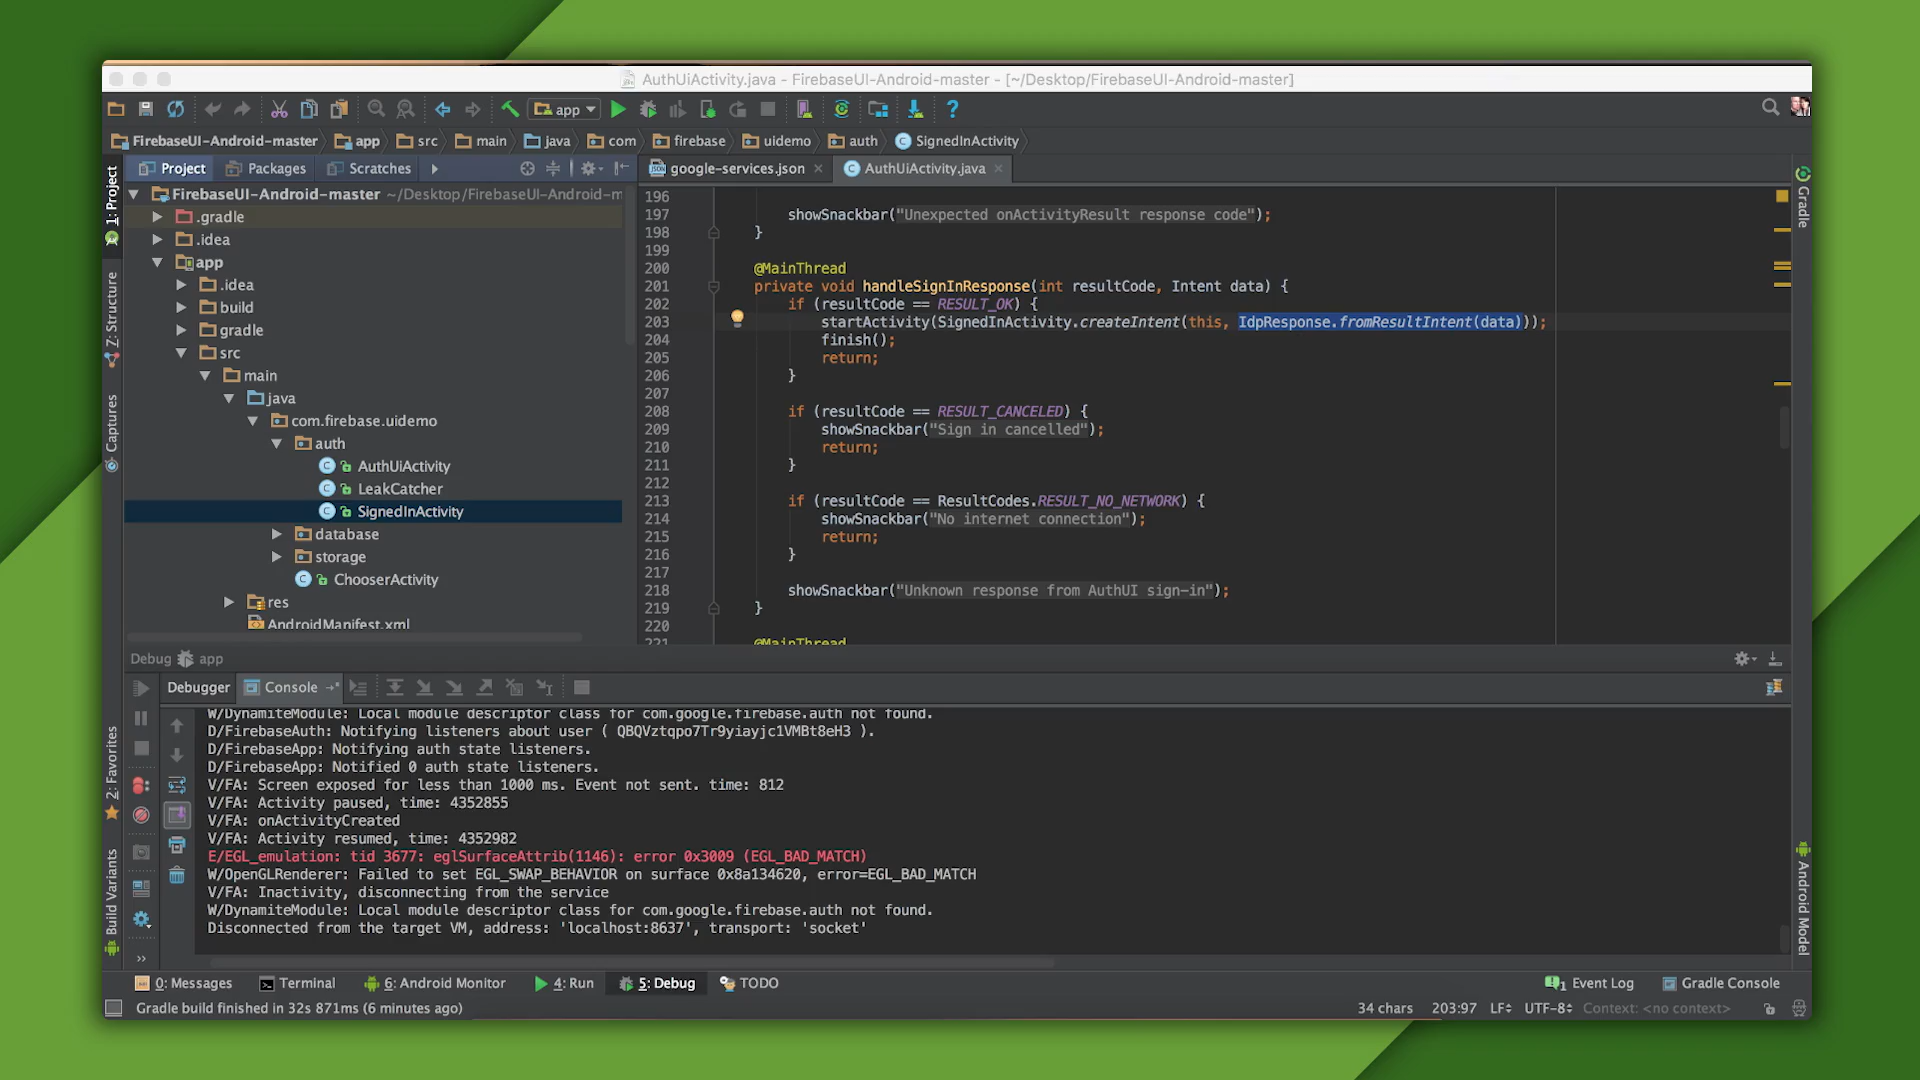 AuthUiActivity.java - FirebaseUI-Android-master - [~/Desktop/FirebaseUI-Android-master]
app
FirebaseUI-Android-master app src main java com firebase uidemo auth SignedInActivity
Project Packages Scratches
google-services.json AuthUiActivity.java
1: Project
Z: Structure
Captures
2: Favorites
Build Variants
FirebaseUI-Android-master ~/Desktop/FirebaseUI-Android-m
.gradle
.idea
app
.idea
build
gradle
src
main
java
com.firebase.uidemo
auth
AuthUiActivity
LeakCatcher
SignedInActivity
database
storage
ChooserActivity
res
AndroidManifest.xml
196
197 showSnackbar("Unexpected onActivityResult response code");
198 }
199
200 @MainThread
201 private void handleSignInResponse(int resultCode, Intent data) {
202 if (resultCode == RESULT_OK) {
203 startActivity(SignedInActivity.createIntent(this, IdpResponse.fromResultIntent(data)));
204 finish();
205 return;
206 }
207
208 if (resultCode == RESULT_CANCELED) {
209 showSnackbar("Sign in cancelled");
210 return;
211 }
212
213 if (resultCode == ResultCodes.RESULT_NO_NETWORK) {
214 showSnackbar("No internet connection");
215 return;
216 }
217
218 showSnackbar("Unknown response from AuthUI sign-in");
219 }
220
221 @MainThread
Gradle
Android Model
Debug app
Debugger Console
W/DynamiteModule: Local module descriptor class for com.google.firebase.auth not found.
D/FirebaseAuth: Notifying listeners about user ( QBQVztqpo7Tr9yiayjc1VMBt8eH3 ).
D/FirebaseApp: Notifying auth state listeners.
D/FirebaseApp: Notified 0 auth state listeners.
V/FA: Screen exposed for less than 1000 ms. Event not sent. time: 812
V/FA: Activity paused, time: 4352855
V/FA: onActivityCreated
V/FA: Activity resumed, time: 4352982
E/EGL_emulation: tid 3677: eglSurfaceAttrib(1146): error 0x3009 (EGL_BAD_MATCH)
W/OpenGLRenderer: Failed to set EGL_SWAP_BEHAVIOR on surface 0x8a134620, error=EGL_BAD_MATCH
V/FA: Inactivity, disconnecting from the service
W/DynamiteModule: Local module descriptor class for com.google.firebase.auth not found.
Disconnected from the target VM, address: 'localhost:8637', transport: 'socket'
0: Messages Terminal 6: Android Monitor 4: Run 5: Debug TODO 1 Event Log Gradle Console
Gradle build finished in 32s 871ms (6 minutes ago) 34 chars 203:97 LF UTF-8 Context: <no context>